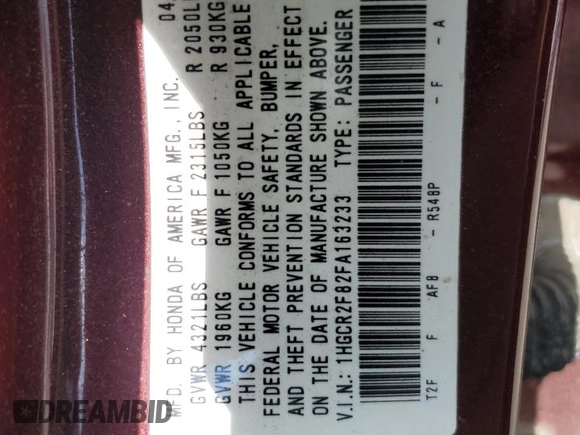 MFD. BY HONDA OF AMERICA MFG., INC. 04
GVWR 4321LBS GAWR F 2315LBS R 2050L
GVWR 1960KG GAWR F 1050KG R 930KG
THIS VEHICLE CONFORMS TO ALL APPLICABLE
FEDERAL MOTOR VEHICLE SAFETY, BUMPER,
AND THEFT PREVENTION STANDARDS IN EFFECT
ON THE DATE OF MANUFACTURE SHOWN ABOVE.
V.I.N.: 1HGCR2F82FA163233 TYPE: PASSENGER
T2F F AF8 - R548P - F - A
DREAMBID